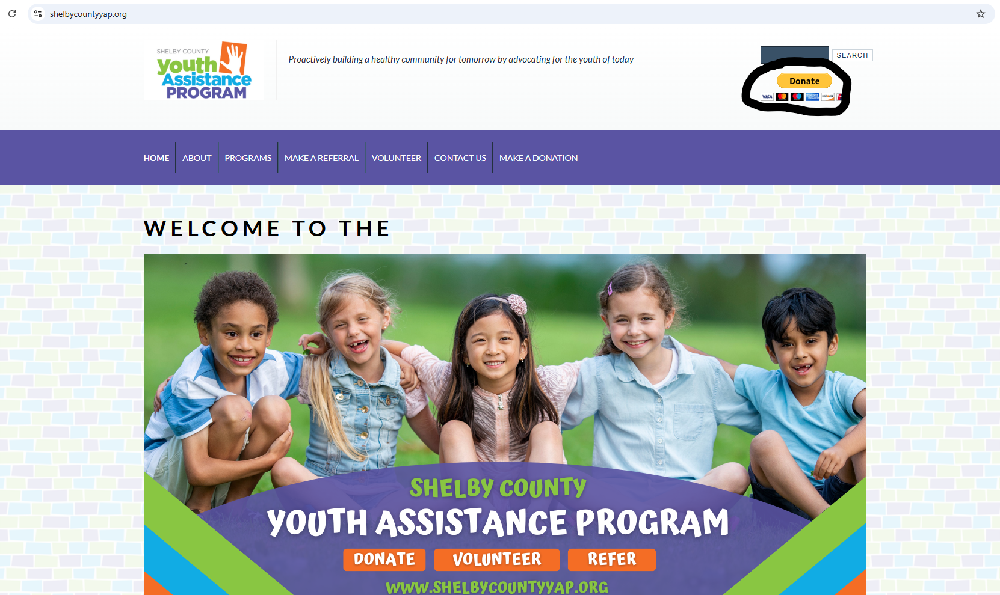 shelbycountyyap.org
SHELBY COUNTY
youth
Assistance
PROGRAM
Proactively building a healthy community for tomorrow by advocating for the youth of today
SEARCH
Donate
VISA DISCOVER
HOME ABOUT PROGRAMS MAKE A REFERRAL VOLUNTEER CONTACT US MAKE A DONATION
WELCOME TO THE
SHELBY COUNTY
YOUTH ASSISTANCE PROGRAM
DONATE VOLUNTEER REFER
WWW.SHELBYCOUNTYYAP.ORG